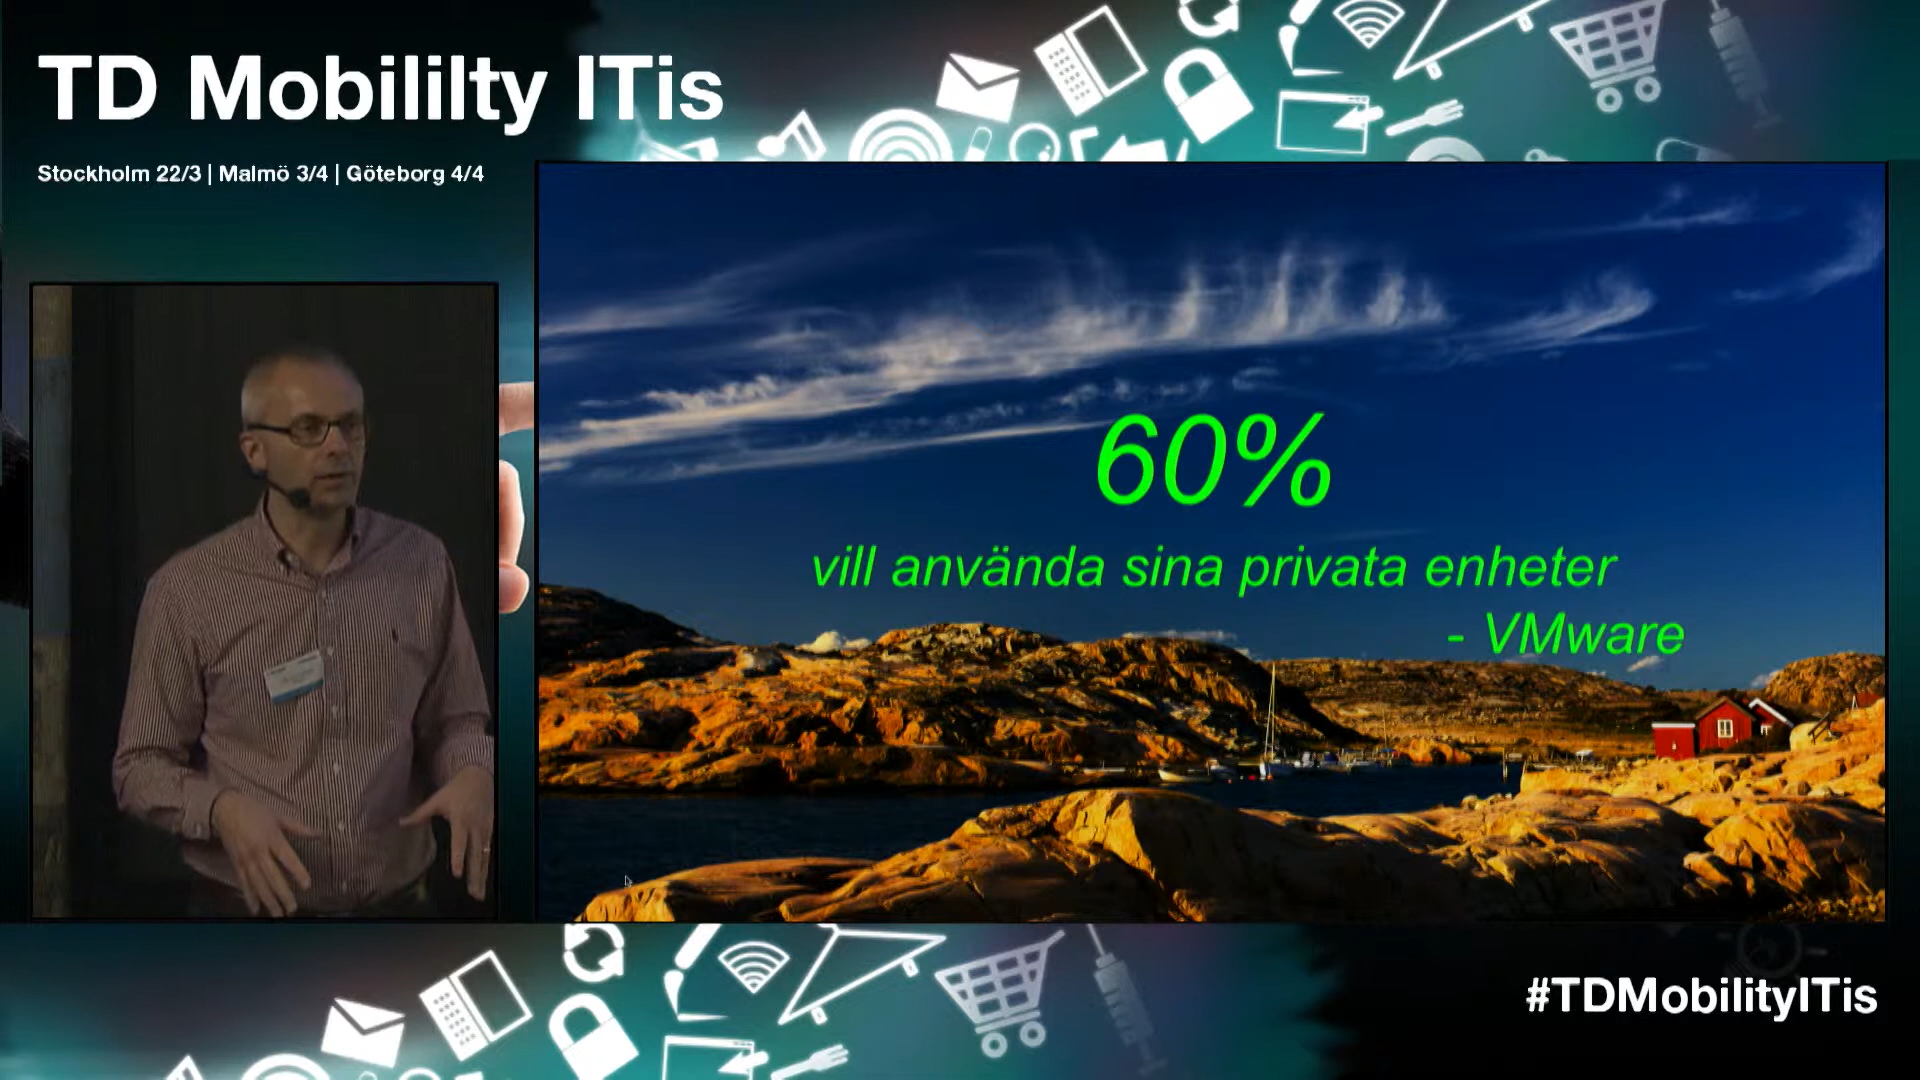 TD Mobililty ITis
Stockholm 22/3 | Malmö 3/4 | Göteborg 4/4
60%
vill använda sina privata enheter
- VMware
#TDMobilityITis